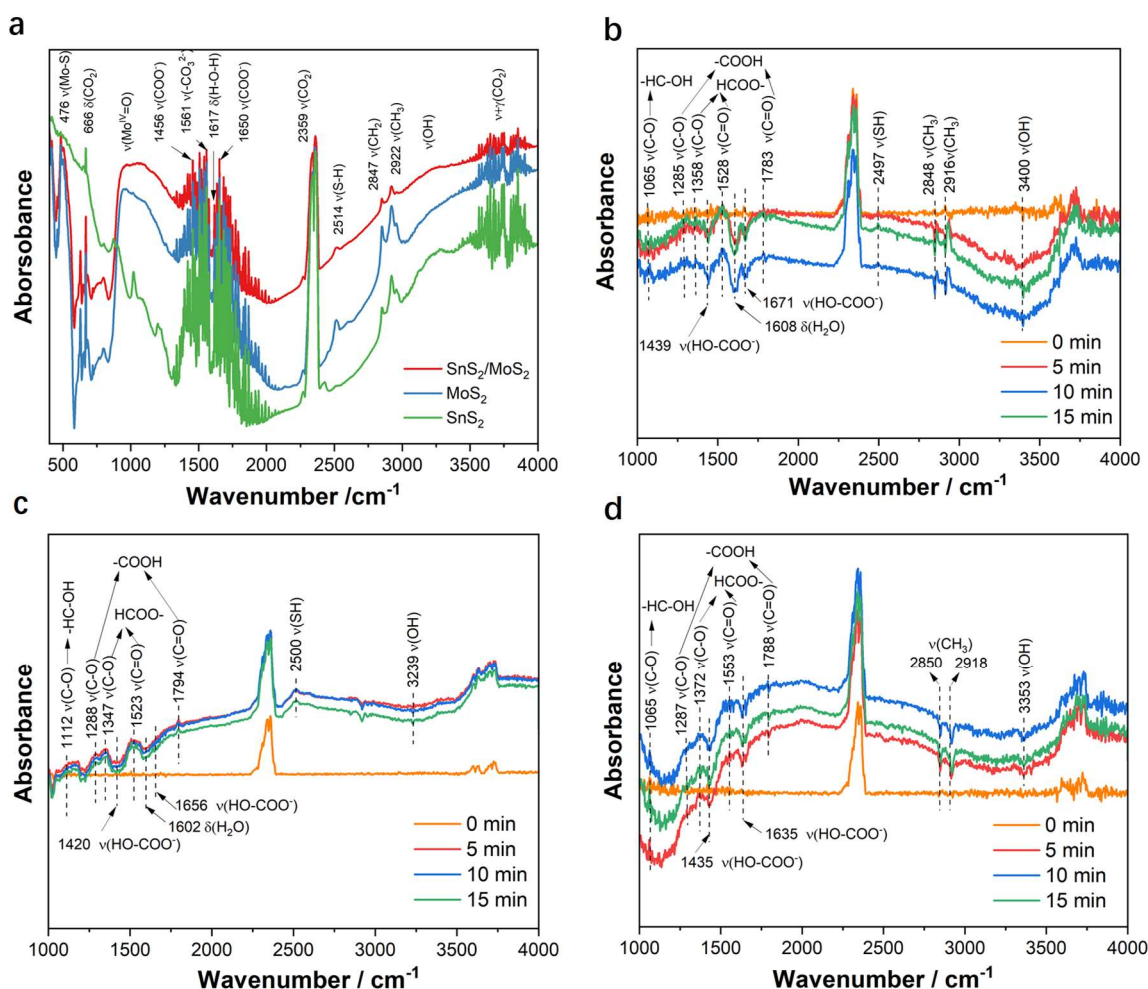 a
476 ν(Mo-S)
666 δ(CO₂)
ν(Moᴵⱽ=O)
1456 ν(COO⁻)
1561 ν(-CO₃²⁻)
1617 δ(H-O-H)
1650 ν(COO⁻)
2359 ν(CO₂)
2514 ν(S-H)
2847 ν(CH₂)
2922 ν(CH₃)
ν(OH)
ν+γ(CO₂)
Aborsobance
SnS₂/MoS₂
MoS₂
SnS₂
500 1000 1500 2000 2500 3000 3500 4000
Wavenumber /cm⁻¹
b
-COOH
-HC-OH
HCOO-
1065 ν(C-O)
1285 ν(C-O)
1358 ν(C-O)
1528 ν(C=O)
1783 ν(C=O)
2497 ν(SH)
2848 ν(CH₃)
2916ν(CH₃)
3400 ν(OH)
1671 ν(HO-COO⁻)
1608 δ(H₂O)
1439 ν(HO-COO⁻)
Absorbance
0 min
5 min
10 min
15 min
1000 1500 2000 2500 3000 3500 4000
Wavenumber / cm⁻¹
c
-COOH
-HC-OH
HCOO-
1112 ν(C-O)
1288 ν(C-O)
1347 ν(C-O)
1523 ν(C=O)
1794 ν(C=O)
2500 ν(SH)
3239 ν(OH)
1656 ν(HO-COO⁻)
1602 δ(H₂O)
1420 ν(HO-COO⁻)
Absorbance
0 min
5 min
10 min
15 min
1000 1500 2000 2500 3000 3500 4000
Wavenumber / cm⁻¹
d
-COOH
HCOO-
-HC-OH
1065 ν(C-O)
1287 ν(C-O)
1372 ν(C-O)
1553 ν(C=O)
1788 ν(C=O)
ν(CH₃)
2850 2918
3353 ν(OH)
1635 ν(HO-COO⁻)
1435 ν(HO-COO⁻)
Absorbance
0 min
5 min
10 min
15 min
1000 1500 2000 2500 3000 3500 4000
Wavenumber / cm⁻¹